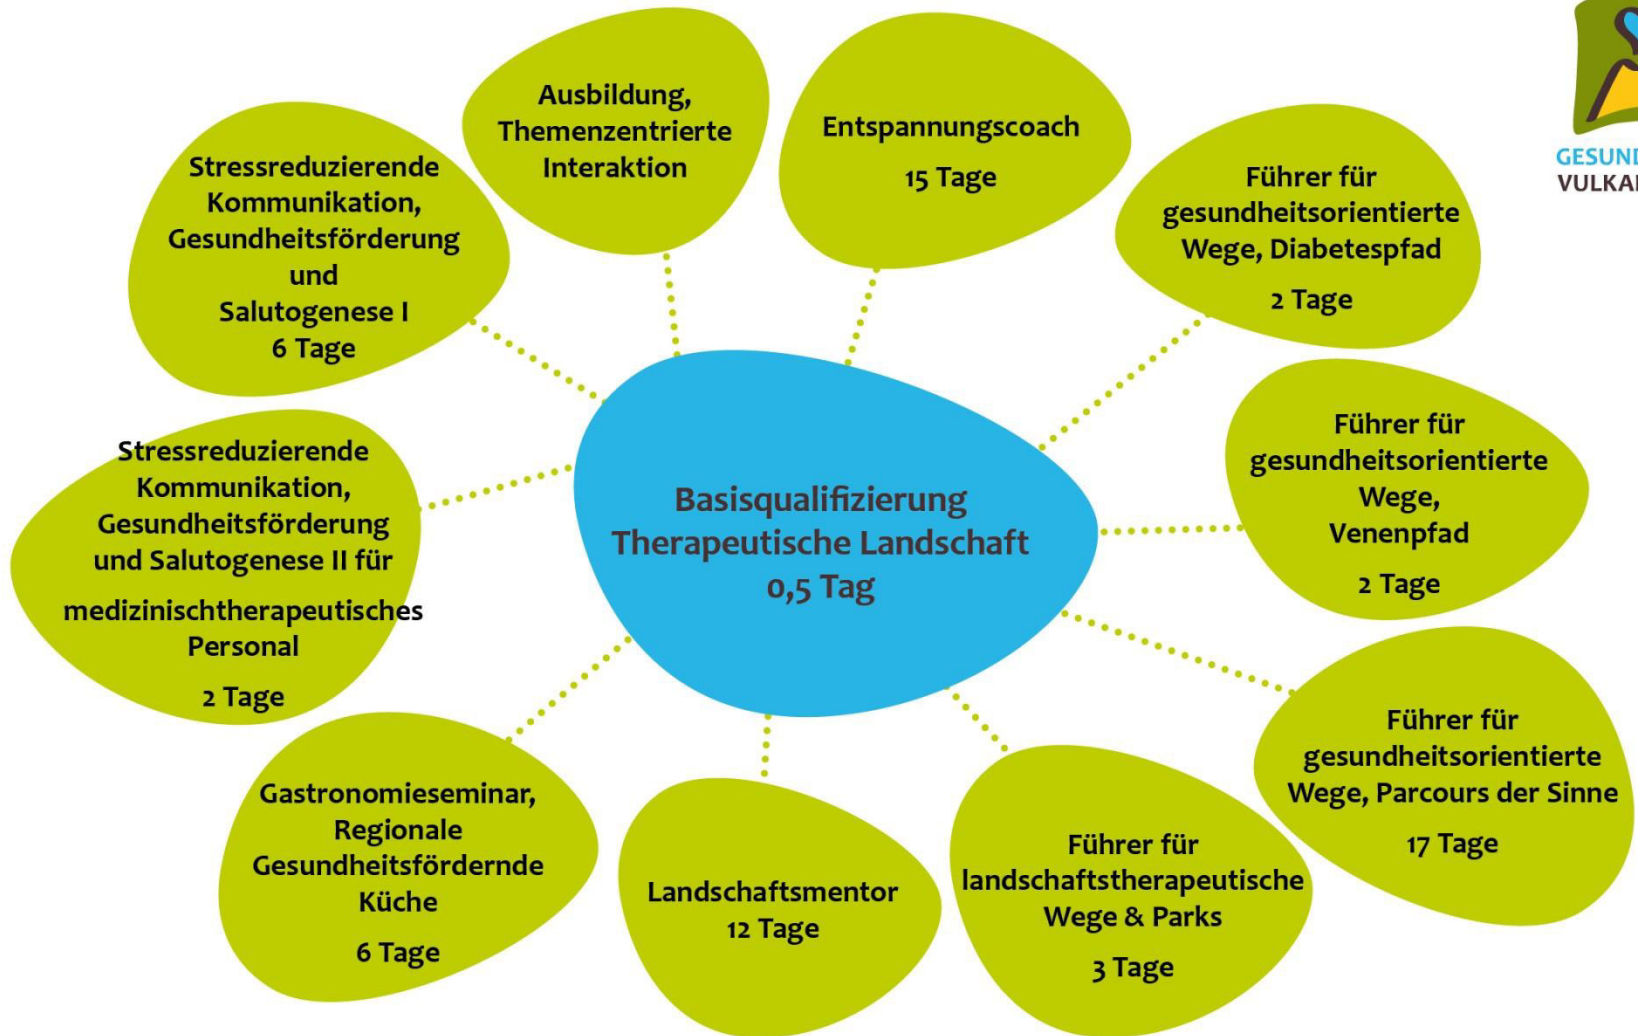 Ausbildung,
Themenzentrierte
Interaktion
Entspannungscoach
15 Tage
Führer für
gesundheitsorientierte
Wege, Diabetespfad
2 Tage
Führer für
gesundheitsorientierte
Wege,
Venenpfad
2 Tage
Führer für
gesundheitsorientierte
Wege, Parcours der Sinne
17 Tage
Führer für
landschaftstherapeutische
Wege & Parks
3 Tage
Landschaftsmentor
12 Tage
Gastronomieseminar,
Regionale
Gesundheitsfördernde
Küche
6 Tage
Stressreduzierende
Kommunikation,
Gesundheitsförderung
und Salutogenese II für
medizinischtherapeutisches
Personal
2 Tage
Stressreduzierende
Kommunikation,
Gesundheitsförderung
und
Salutogenese I
6 Tage
Basisqualifizierung
Therapeutische Landschaft
0,5 Tag